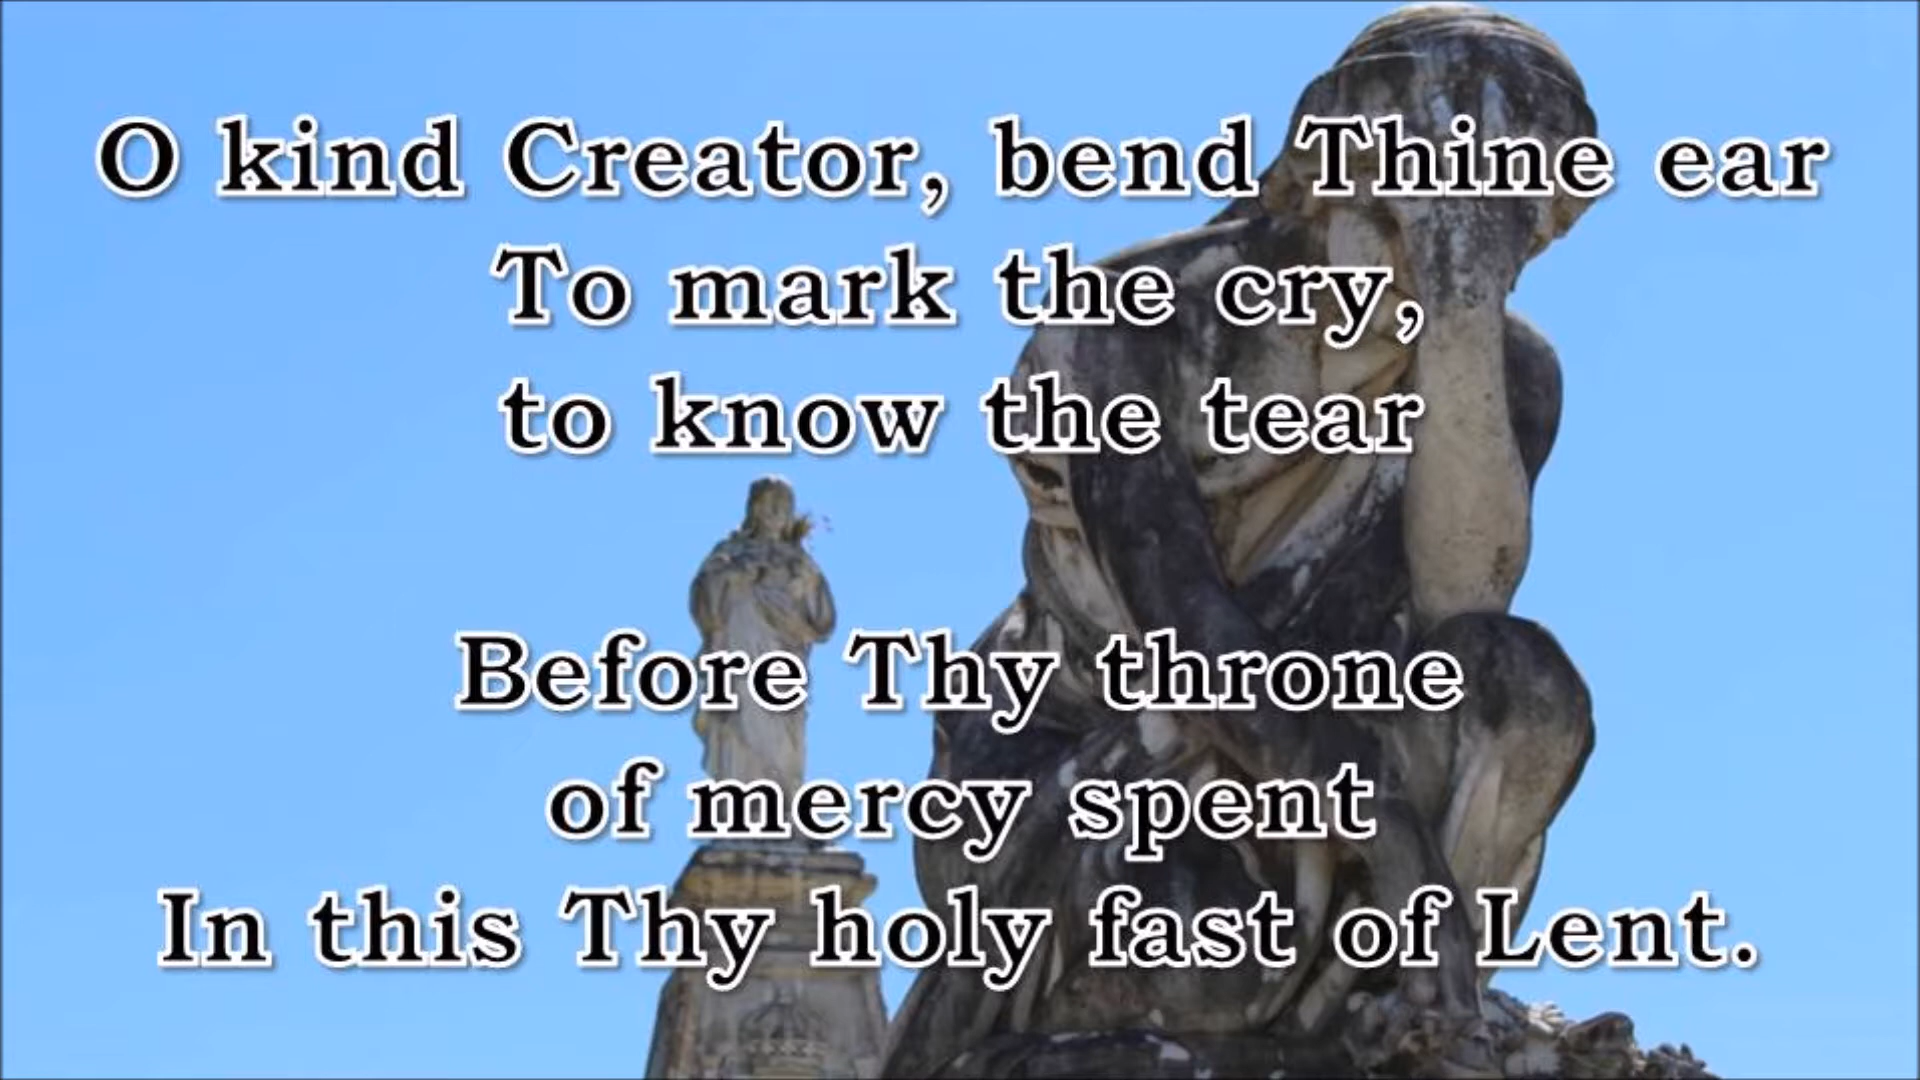 O kind Creator, bend Thine ear
To mark the cry,
to know the tear
Before Thy throne
of mercy spent
In this Thy holy fast of Lent.